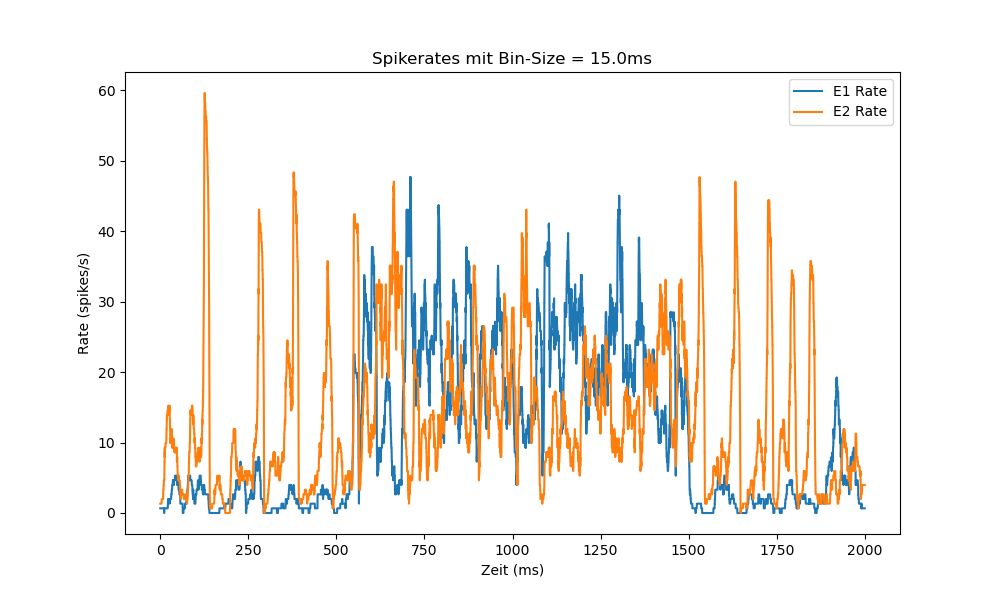 Spikerates mit Bin-Size = 15.0ms
E1 Rate
E2 Rate
60
50
40
30
20
10
0
Rate (spikes/s)
0 250 500 750 1000 1250 1500 1750 2000
Zeit (ms)